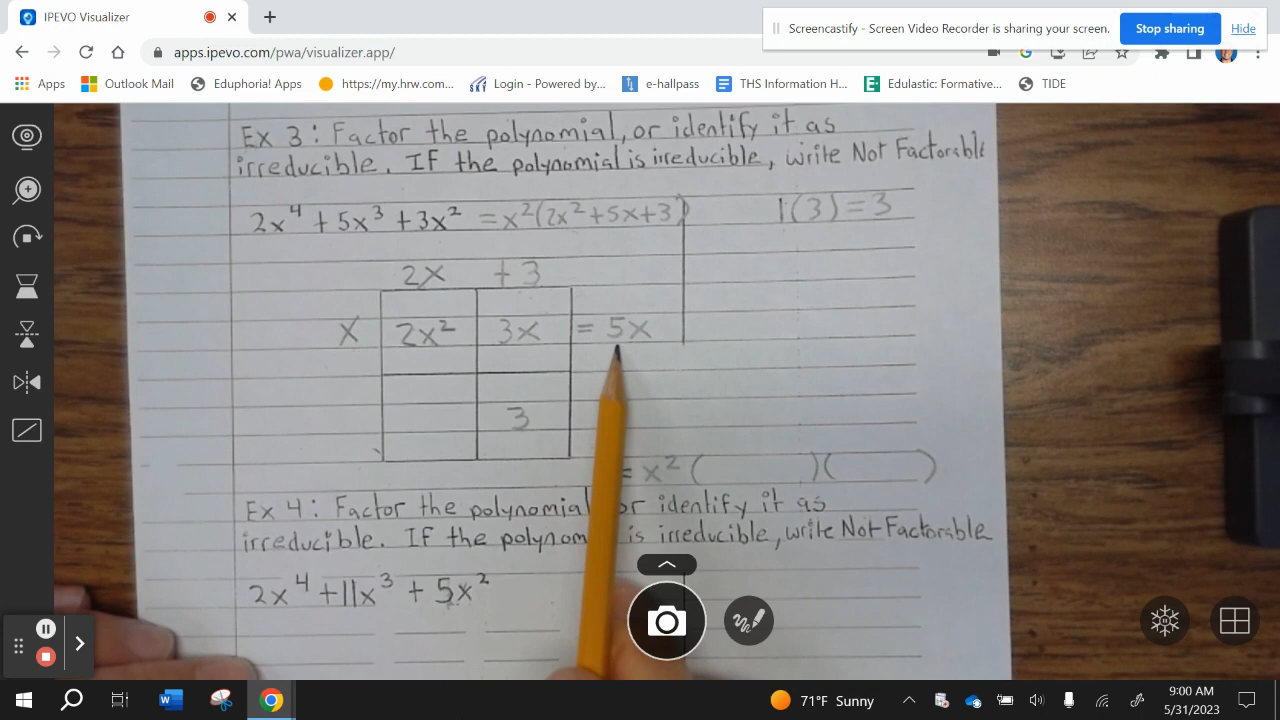 IPEVO Visualizer
Screencastify - Screen Video Recorder is sharing your screen. Stop sharing Hide
apps.ipevo.com/pwa/visualizer.app/
Apps Outlook Mail Eduphoria! Apps https://my.hrw.com... Login - Powered by... e-hallpass THS Information H... Edulastic: Formative... TIDE
Ex 3: Factor the polynomial, or identify it as
irreducible. If the polynomial is irreducible, write Not Factorable
2x⁴ + 5x³ + 3x² = x²(2x² + 5x + 3) 1(3) = 3
2x + 3
x 2x² 3x = 5x
3
= x² ( )( )
Ex 4: Factor the polynomial or identify it as
irreducible. If the polynom is irreducible, write Not Factorable
2x⁴ + 11x³ + 5x²
71°F Sunny
9:00 AM
5/31/2023